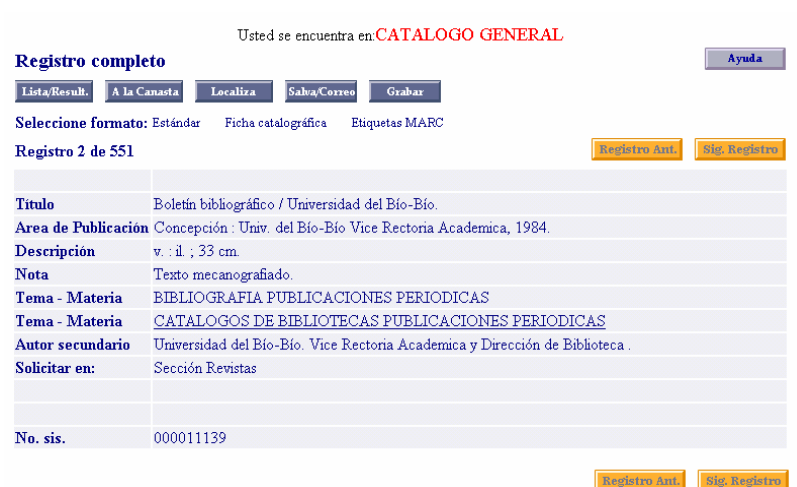 Usted se encuentra en:CATALOGO GENERAL
Registro completo
Ayuda
Lista/Result. A la Canasta Localiza Salva/Correo Grabar
Seleccione formato: Estándar Ficha catalográfica Etiquetas MARC
Registro 2 de 551
Registro Ant. Sig. Registro
Título Boletín bibliográfico / Universidad del Bío-Bío.
Area de Publicación Concepción : Univ. del Bío-Bío Vice Rectoria Academica, 1984.
Descripción v. : il. ; 33 cm.
Nota Texto mecanografiado.
Tema - Materia BIBLIOGRAFIA PUBLICACIONES PERIODICAS
Tema - Materia CATALOGOS DE BIBLIOTECAS PUBLICACIONES PERIODICAS
Autor secundario Universidad del Bío-Bío. Vice Rectoria Academica y Dirección de Biblioteca .
Solicitar en: Sección Revistas
No. sis. 000011139
Registro Ant. Sig. Registro